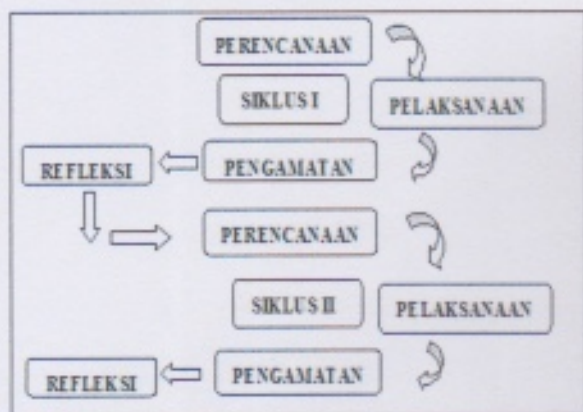 PERENCANAAN
SIKLUS I
PELAKSANAAN
REFLEKSI
PENGAMATAN
PERENCANAAN
SIKLUS II
PELAKSANAAN
REFLEKSI
PENGAMATAN